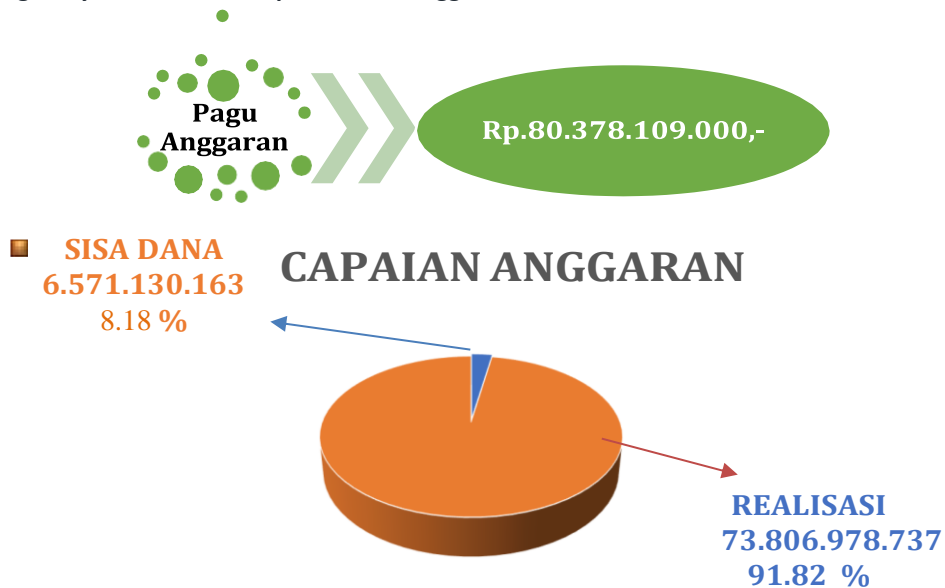 Pagu
Anggaran
Rp.80.378.109.000,-
SISA DANA
6.571.130.163
8.18 %
CAPAIAN ANGGARAN
REALISASI
73.806.978.737
91.82 %